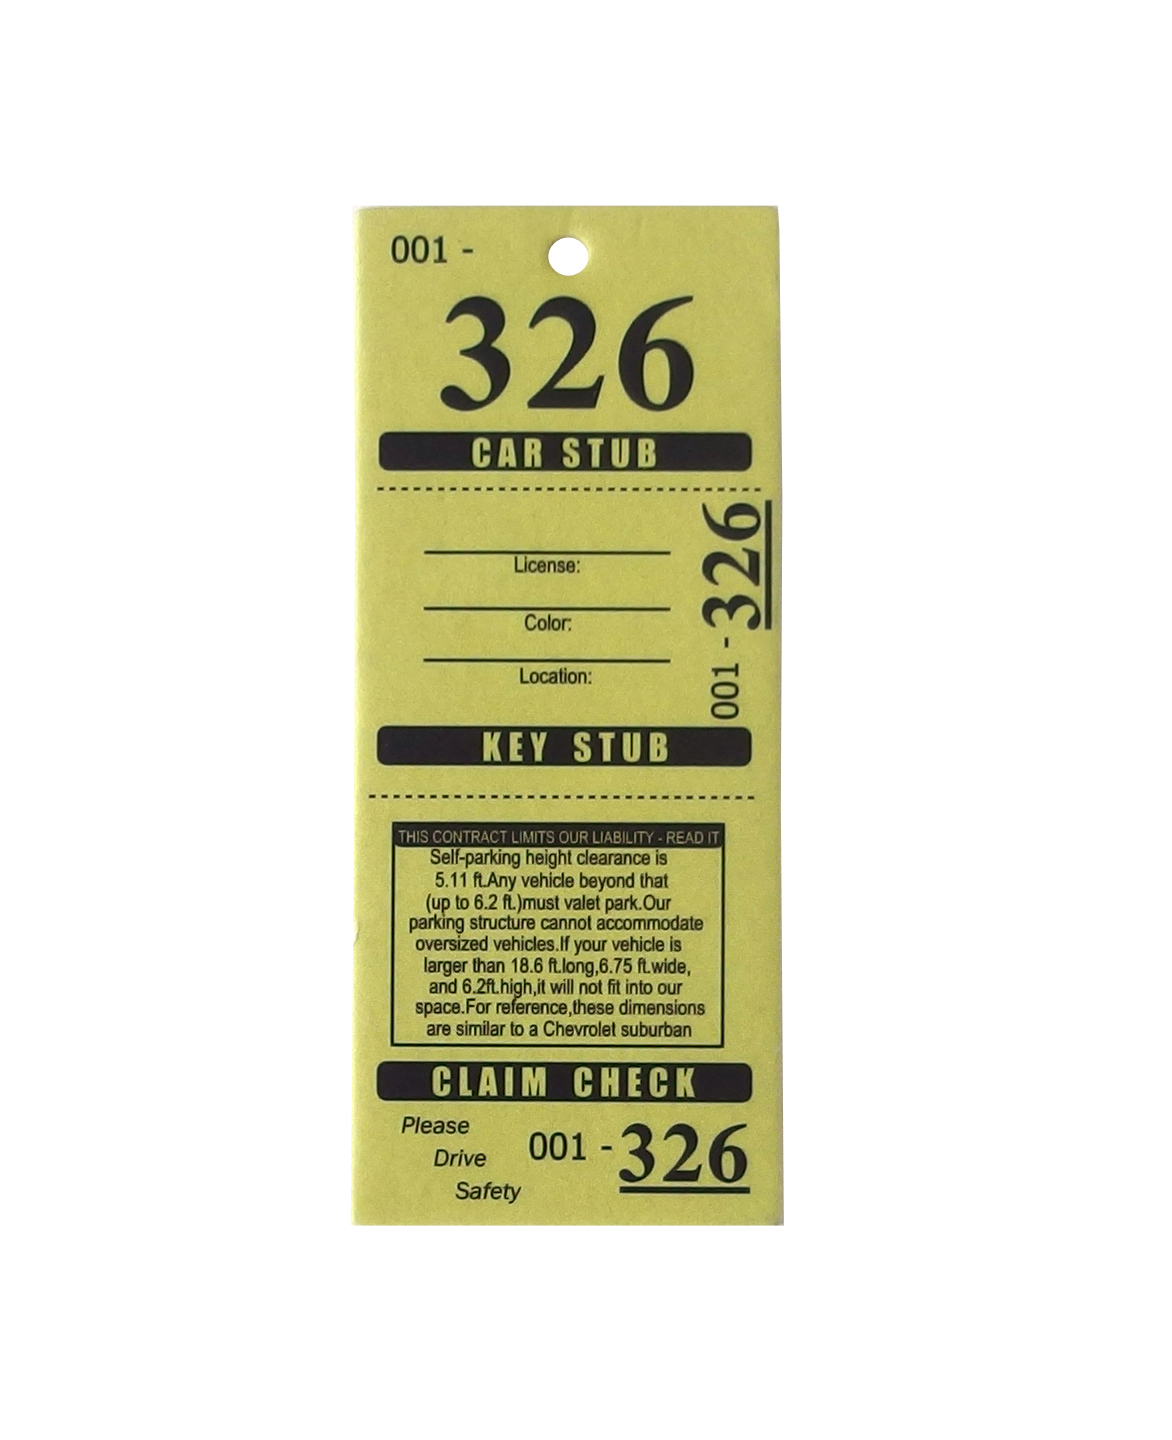 001 -
326
CAR STUB
License:
Color:
Location:
001 - 326
KEY STUB
THIS CONTRACT LIMITS OUR LIABILITY - READ IT
Self-parking height clearance is
5.11 ft.Any vehicle beyond that
(up to 6.2 ft.)must valet park.Our
parking structure cannot accommodate
oversized vehicles.If your vehicle is
larger than 18.6 ft.long,6.75 ft.wide,
and 6.2ft.high,it will not fit into our
space.For reference,these dimensions
are similar to a Chevrolet suburban
CLAIM CHECK
Please
Drive
Safety
001 - 326